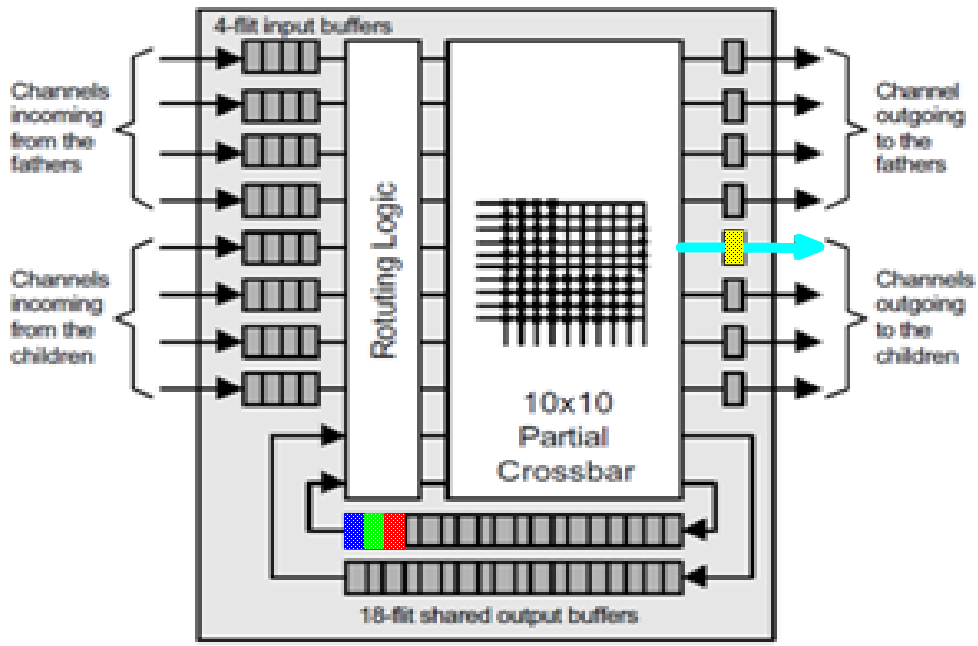 4-flit input buffers
Channels
incoming
from the
fathers
Channels
incoming
from the
children
Rotuting Logic
10x10
Partial
Crossbar
Channel
outgoing
to the
fathers
Channels
outgoing
to the
children
18-flit shared output buffers